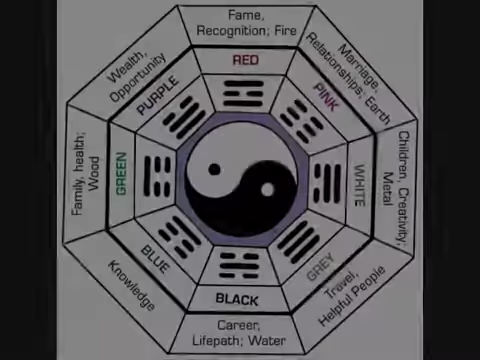 Fame,
Recognition; Fire
RED
Marriage,
Relationships; Earth
PINK
Children, Creativity;
Metal
WHITE
Travel,
Helpful People
GREY
Career,
Lifepath; Water
BLACK
Knowledge
BLUE
Family, health;
Wood
GREEN
Wealth,
Opportunity
PURPLE